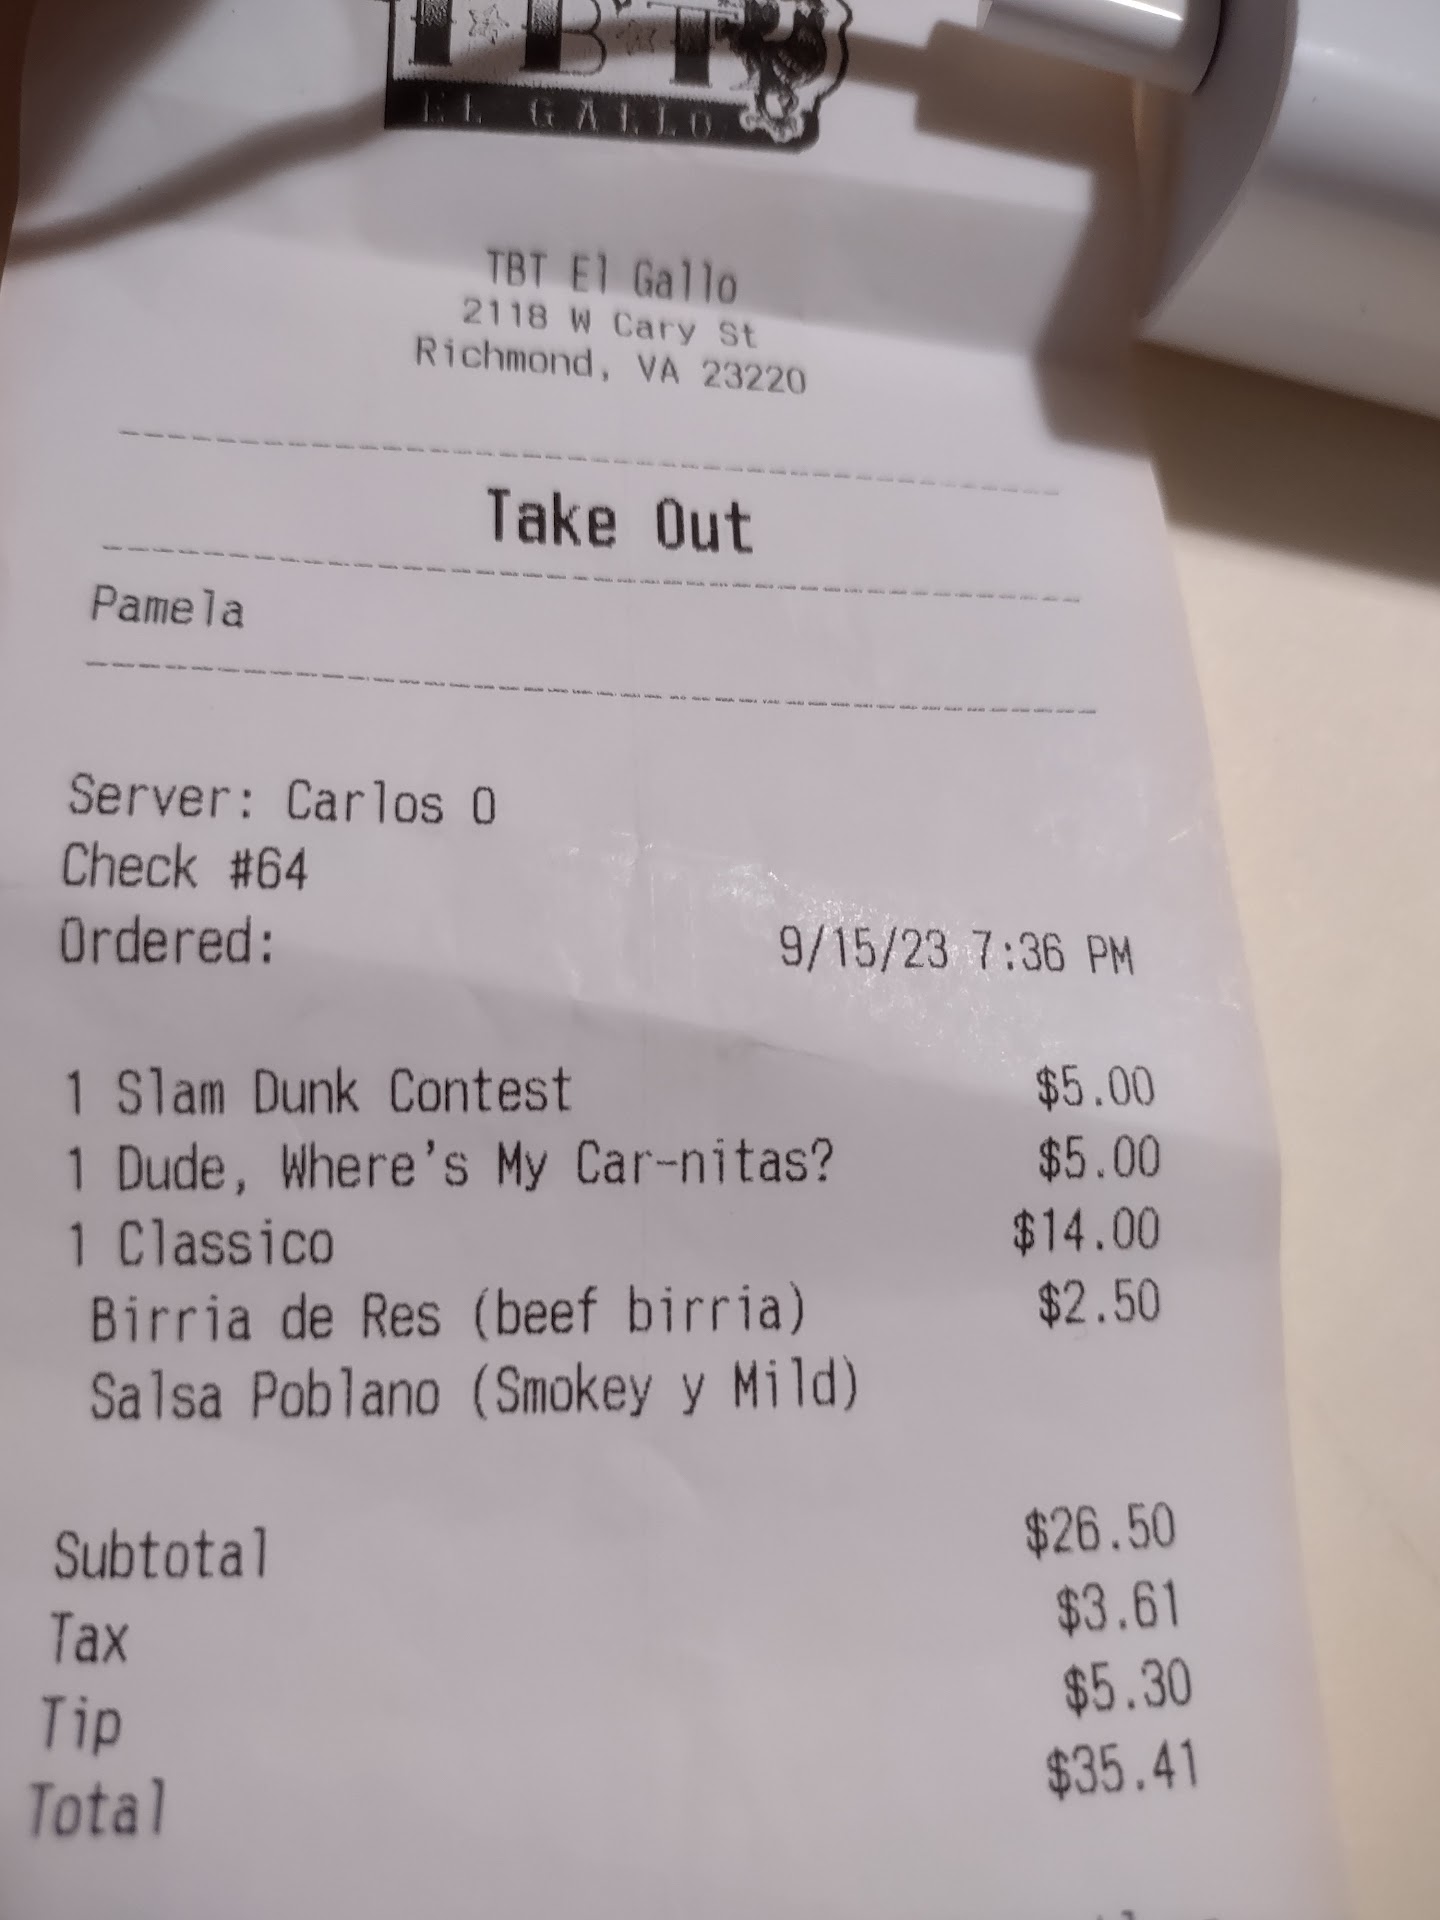 TBT
EL GALLO
TBT El Gallo
2118 W Cary St
Richmond, VA 23220
Take Out
Pamela
Server: Carlos O
Check #64
Ordered: 9/15/23 7:36 PM
1 Slam Dunk Contest $5.00
1 Dude, Where's My Car-nitas? $5.00
1 Classico $14.00
Birria de Res (beef birria) $2.50
Salsa Poblano (Smokey y Mild)
Subtotal $26.50
Tax $3.61
Tip $5.30
Total $35.41